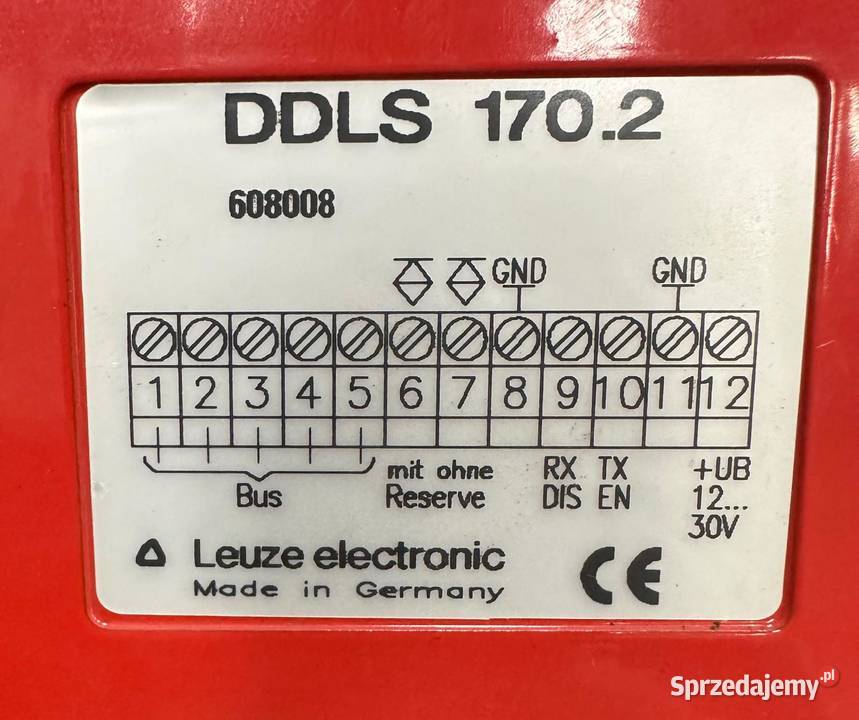 DDLS 170.2
608008
GND GND
1 2 3 4 5 6 7 8 9 10 11 12
Bus mit ohne Reserve RX DIS TX EN +UB 12... 30V
Leuze electronic
Made in Germany
CE
Sprzedajemy.pl